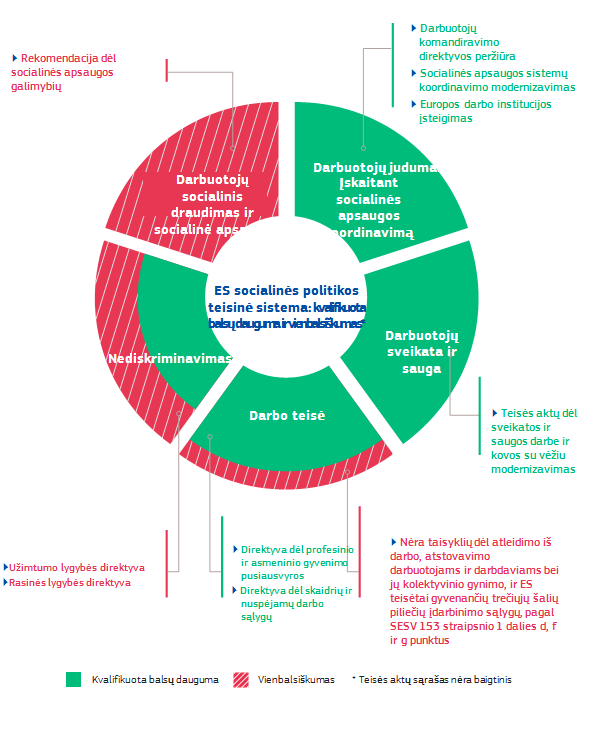 Rekomendacija dėl
socialinės apsaugos
galimybių
Darbuotojų
komandiravimo
direktyvos peržiūra
Socialinės apsaugos sistemų
koordinavimo modernizavimas
Europos darbo institucijos
įsteigimas
Darbuotojų
socialinis
draudimas ir
socialinė
Darbuotojų judumas
Įskaitant
socialinės
apsaugos
koordinavimą
ES socialinės politikos
teisinė sistema: kvalifikuota
balsų dauguma ir vienbalsiškumas*
Nediskriminavimas
Darbuotojų
sveikata ir
sauga
Darbo teisė
Teisės aktų dėl
sveikatos ir
saugos darbe ir
kovos su vėžiu
modernizavimas
Užimtumo lygybės direktyva
Rasinės lygybės direktyva
Direktyva dėl profesinio
ir asmeninio gyvenimo
pusiausvyros
Direktyva dėl skaidrių ir
nuspėjamų darbo
sąlygų
Nėra taisyklių dėl atleidimo iš
darbo, atstovavimo
darbuotojams ir darbdaviams bei
jų kolektyvinio gynimo, ir ES
teisėtai gyvenančių trečiųjų šalių
piliečių įdarbinimo sąlygų, pagal
SESV 153 straipsnio 1 dalies d, f
ir g punktus
Kvalifikuota balsų dauguma
Vienbalsiškumas
* Teisės aktų sąrašas nėra baigtinis